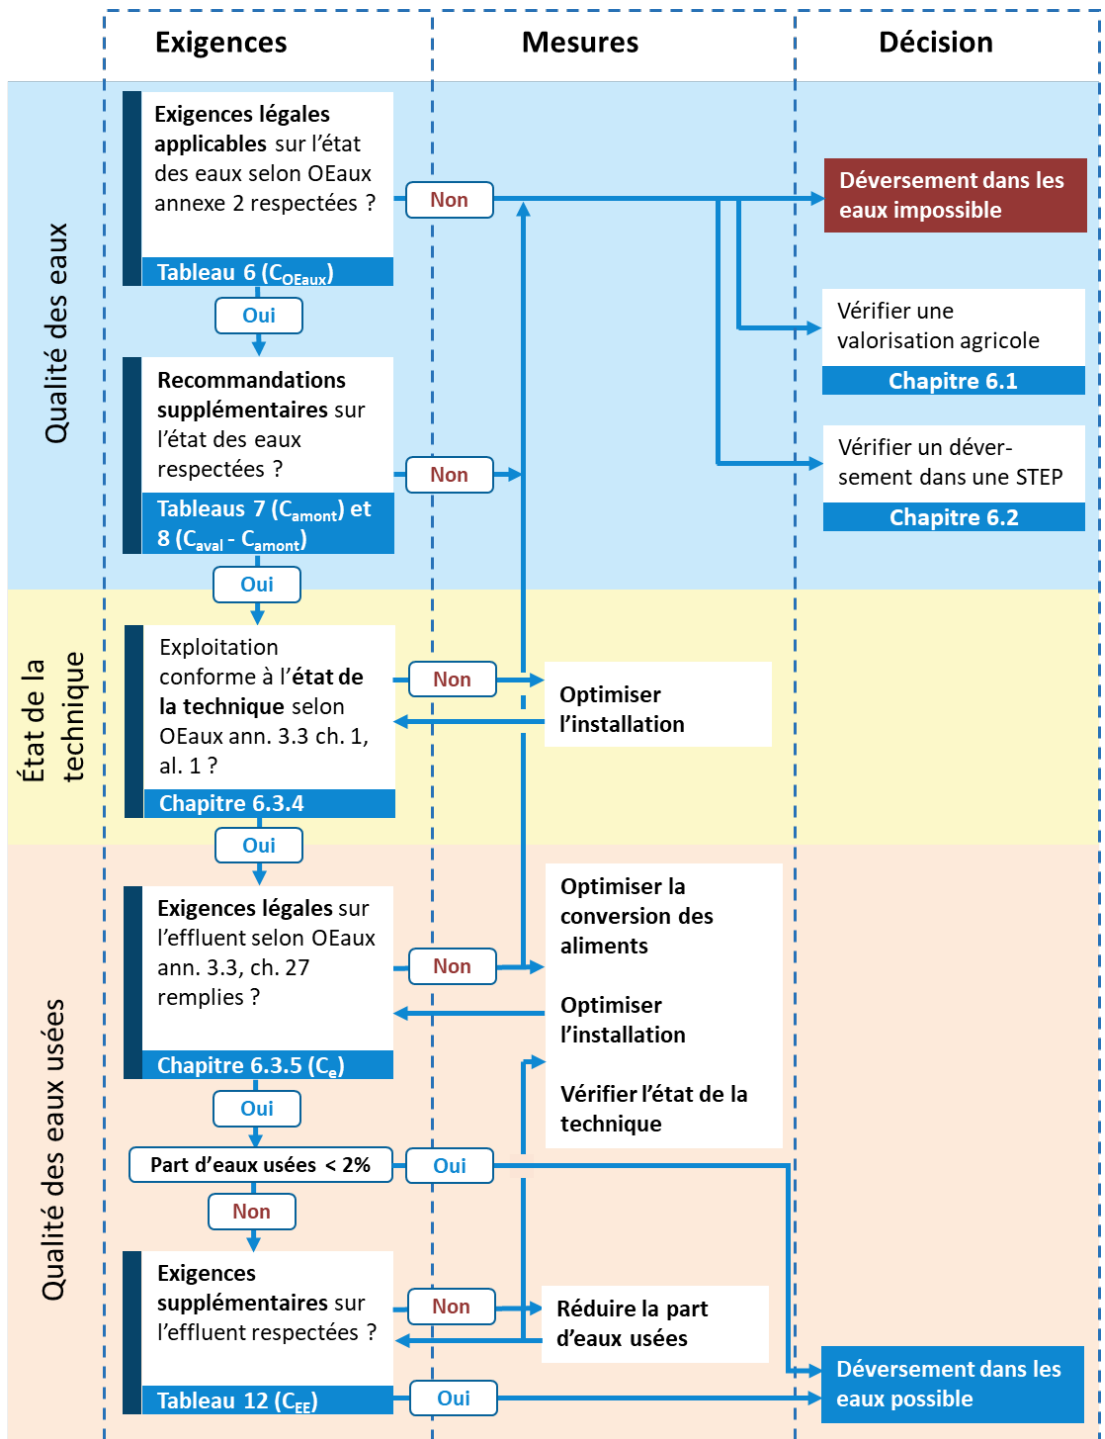 Exigences
Mesures
Décision
Qualité des eaux
Exigences légales
applicables sur l'état
des eaux selon OEaux
annexe 2 respectées ?
Tableau 6 (COEaux)
Non
Déversement dans les
eaux impossible
Oui
Vérifier une
valorisation agricole
Chapitre 6.1
Recommandations
supplémentaires sur
l'état des eaux
respectées ?
Tableaus 7 (Camont) et
8 (Caval - Camont)
Non
Vérifier un déver-
sement dans une STEP
Chapitre 6.2
Oui
État de la
technique
Exploitation
conforme à l'état de
la technique selon
OEaux ann. 3.3 ch. 1,
al. 1 ?
Chapitre 6.3.4
Non
Optimiser
l'installation
Oui
Qualité des eaux usées
Exigences légales sur
l'effluent selon OEaux
ann. 3.3, ch. 27
remplies ?
Chapitre 6.3.5 (Ce)
Non
Optimiser la
conversion des
aliments
Optimiser
l'installation
Vérifier l'état de la
technique
Oui
Part d'eaux usées < 2%
Oui
Non
Exigences
supplémentaires sur
l'effluent respectées ?
Tableau 12 (CEE)
Non
Réduire la part
d'eaux usées
Oui
Déversement dans les
eaux possible